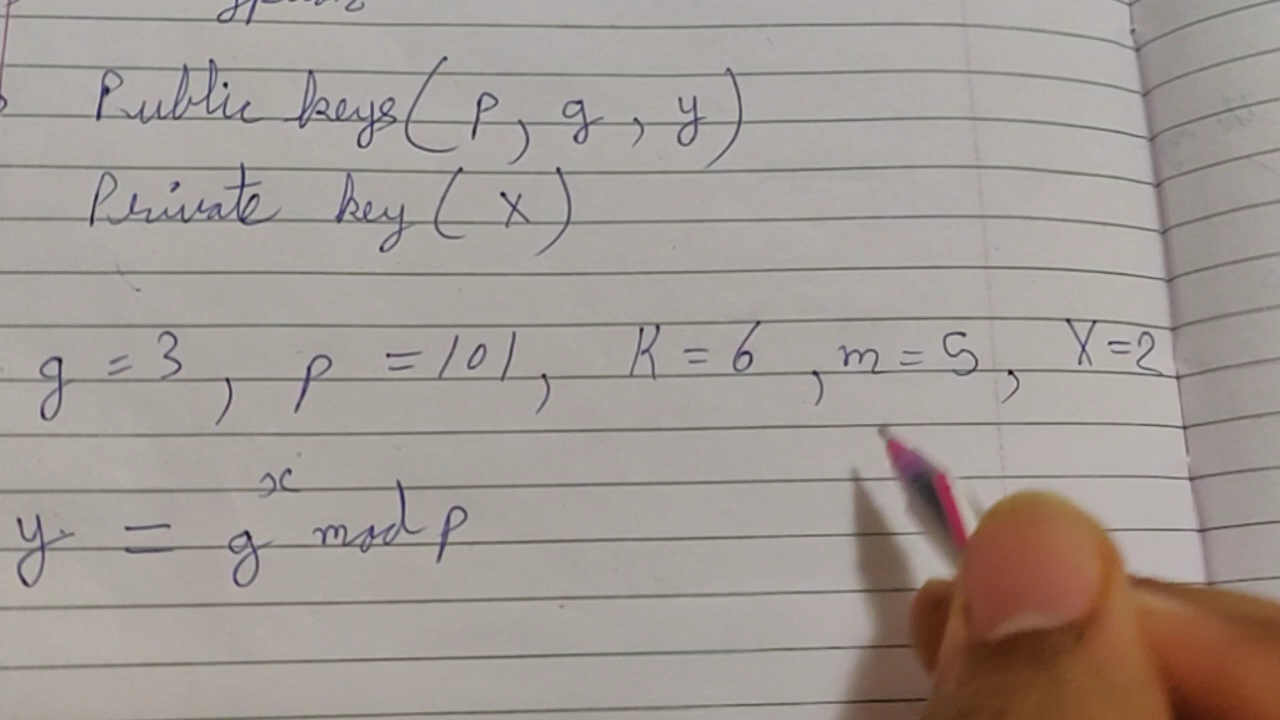 Public keys(p, g, y)
Private key(x)
g = 3, p = 101, K = 6, m = 5, X=2
y = g^x mod p